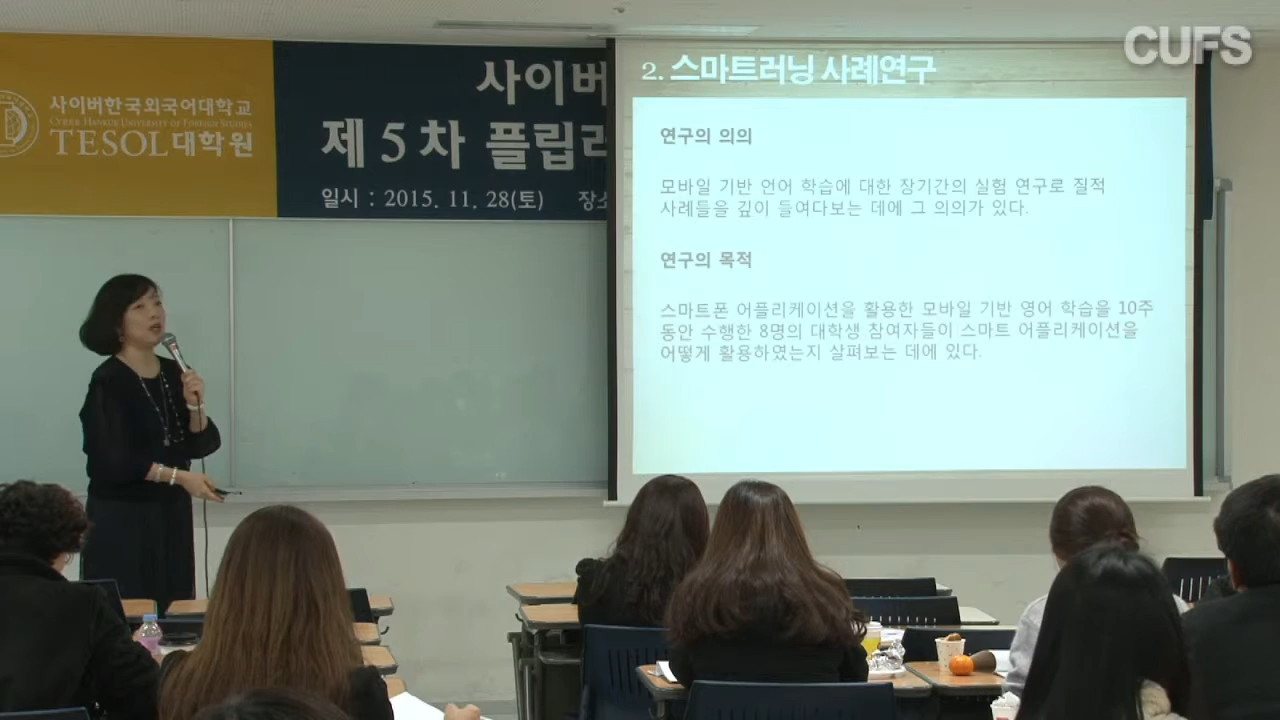 CUFS
사이버한국외국어대학교
CYBER HANKUK UNIVERSITY OF FOREIGN STUDIES
TESOL대학원
사이버
제5차 플립러
일시 : 2015. 11. 28(토) 장소
2. 스마트러닝 사례연구
연구의 의의
모바일 기반 언어 학습에 대한 장기간의 실험 연구로 질적
사례들을 깊이 들여다보는 데에 그 의의가 있다.
연구의 목적
스마트폰 어플리케이션을 활용한 모바일 기반 영어 학습을 10주
동안 수행한 8명의 대학생 참여자들이 스마트 어플리케이션을
어떻게 활용하였는지 살펴보는 데에 있다.